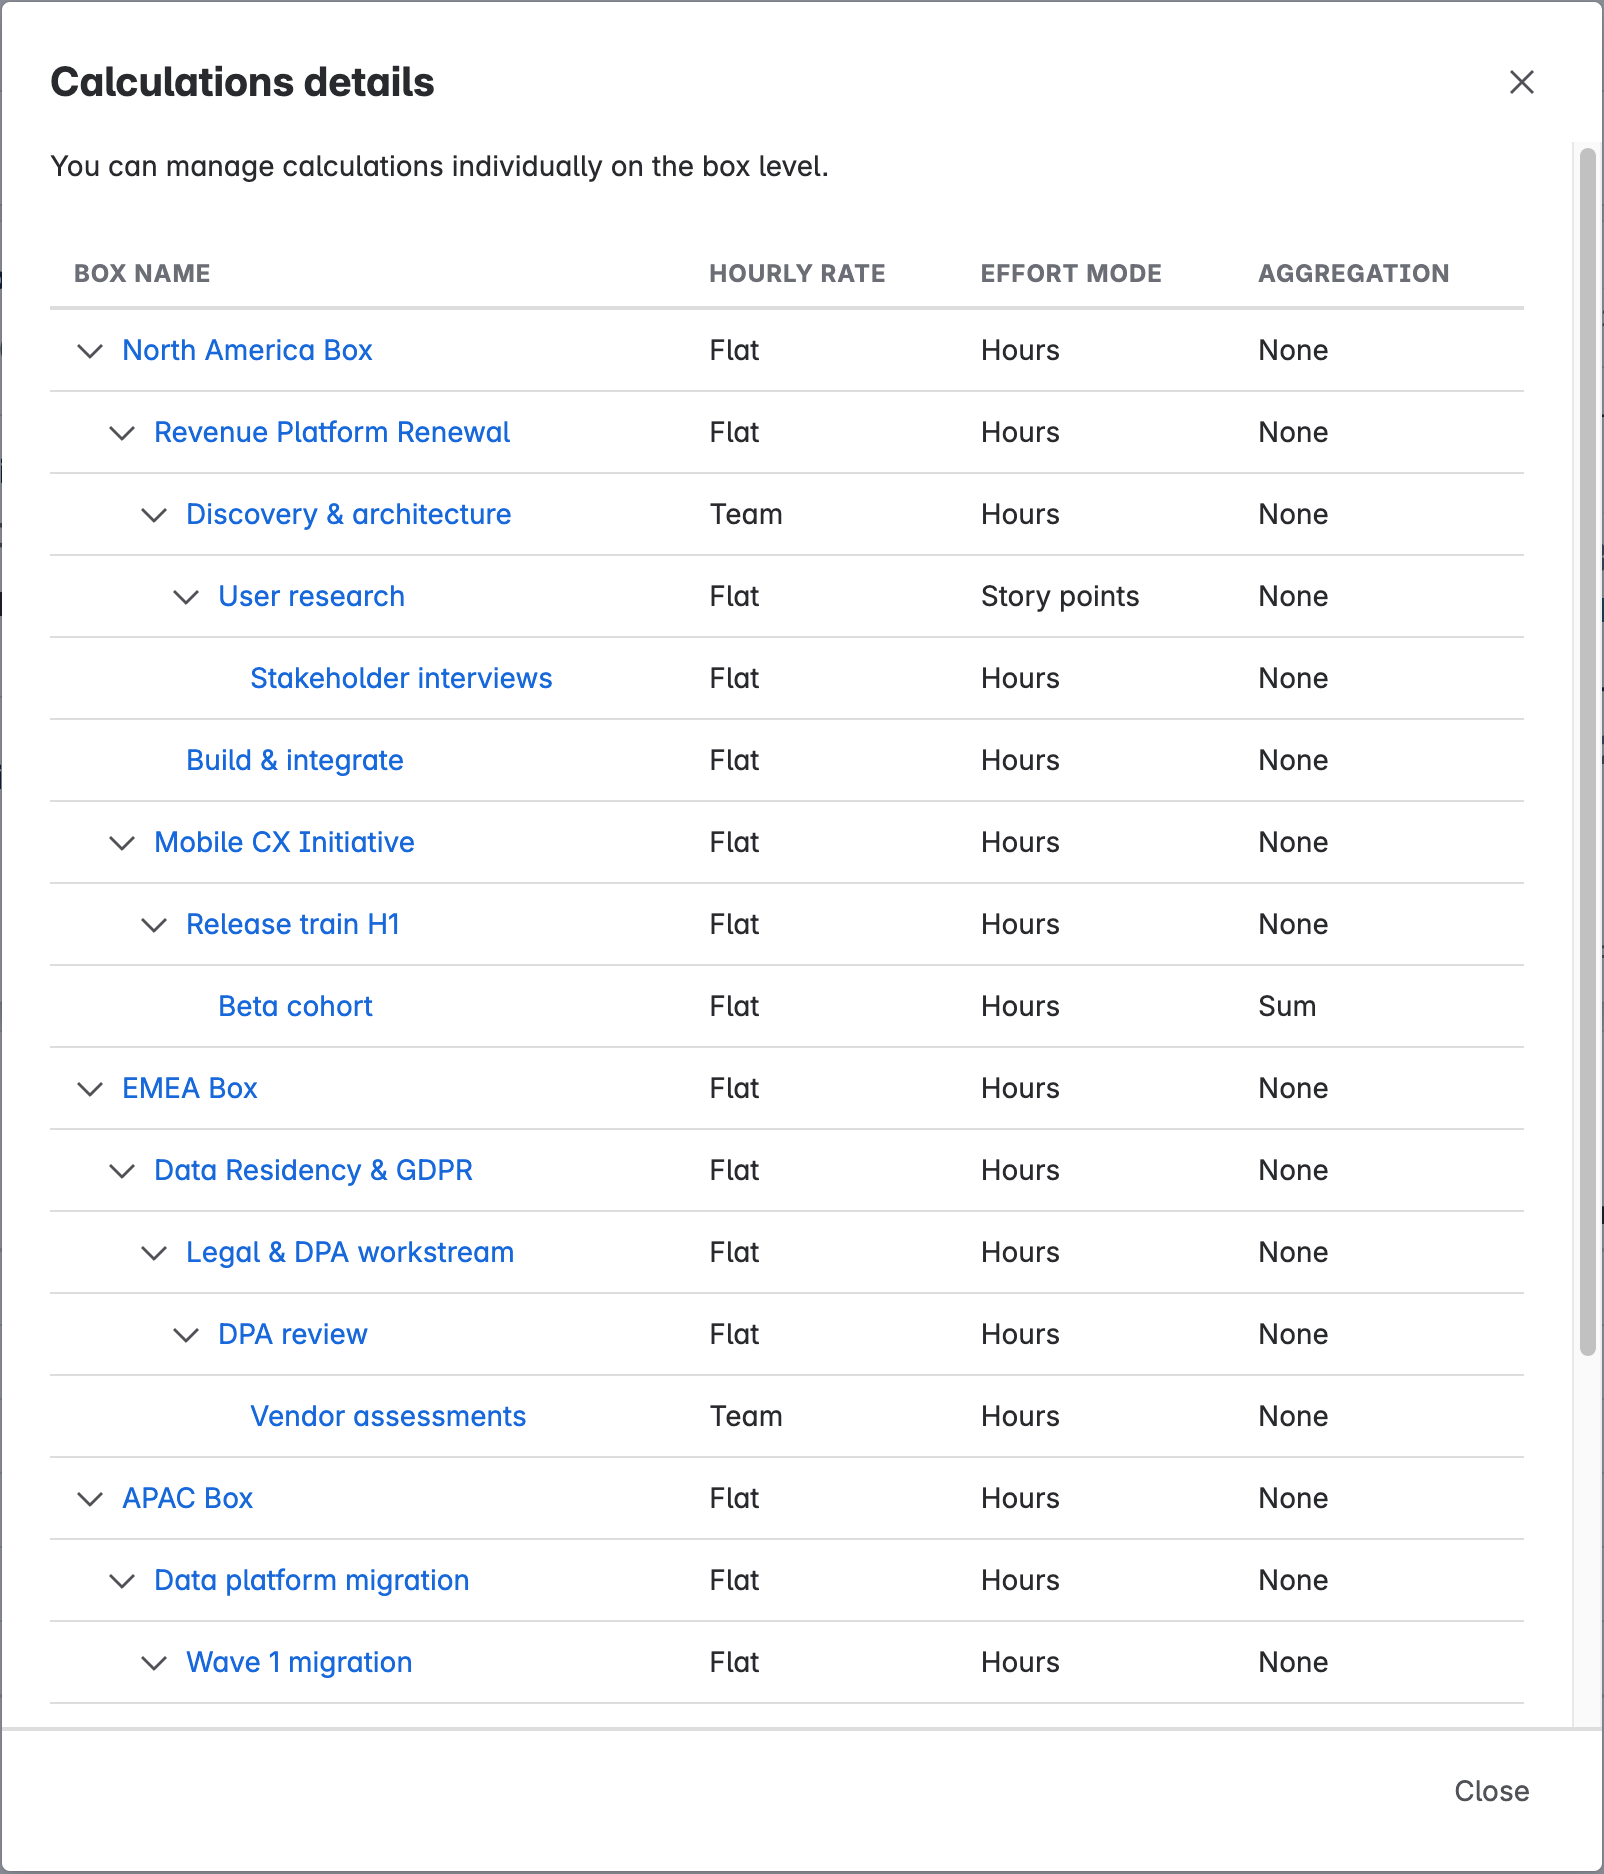 Calculations details
You can manage calculations individually on the box level.
BOX NAME HOURLY RATE EFFORT MODE AGGREGATION
North America Box Flat Hours None
Revenue Platform Renewal Flat Hours None
Discovery & architecture Team Hours None
User research Flat Story points None
Stakeholder interviews Flat Hours None
Build & integrate Flat Hours None
Mobile CX Initiative Flat Hours None
Release train H1 Flat Hours None
Beta cohort Flat Hours Sum
EMEA Box Flat Hours None
Data Residency & GDPR Flat Hours None
Legal & DPA workstream Flat Hours None
DPA review Flat Hours None
Vendor assessments Team Hours None
APAC Box Flat Hours None
Data platform migration Flat Hours None
Wave 1 migration Flat Hours None
Close